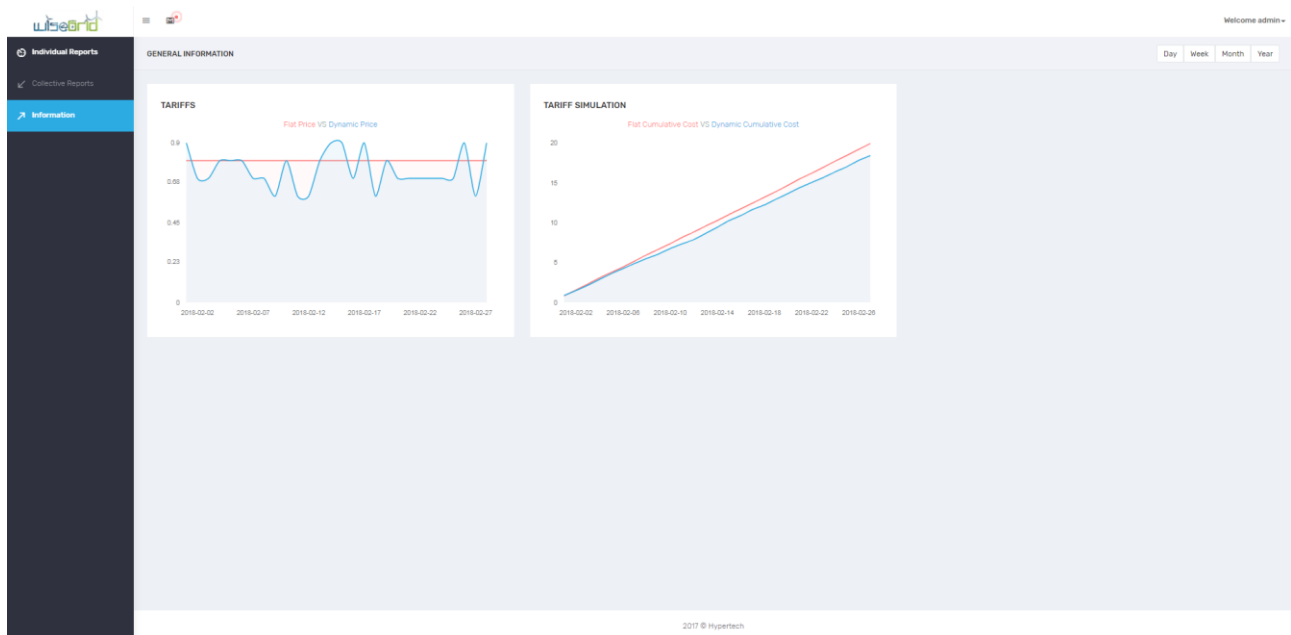 wiseGrid
Welcome admin
Individual Reports
GENERAL INFORMATION
Day Week Month Year
Collective Reports
Information
TARIFFS
Flat Price VS Dynamic Price
0.9
0.68
0.45
0.23
0
2018-02-02 2018-02-07 2018-02-12 2018-02-17 2018-02-22 2018-02-27
TARIFF SIMULATION
Flat Cumulative Cost VS Dynamic Cumulative Cost
20
15
10
5
0
2018-02-02 2018-02-06 2018-02-10 2018-02-14 2018-02-18 2018-02-22 2018-02-26
2017 © Hypertech